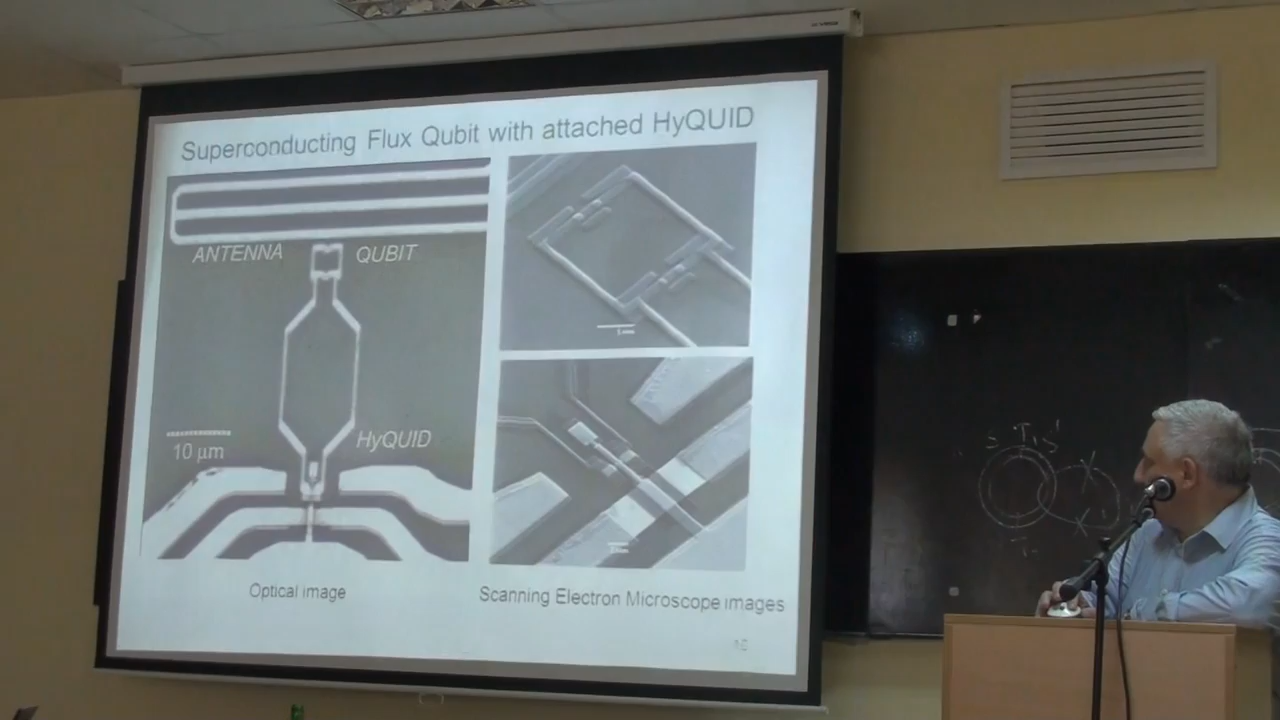 Superconducting Flux Qubit with attached HyQUID
ANTENNA
QUBIT
10 μm
HyQUID
Optical image
Scanning Electron Microscope images